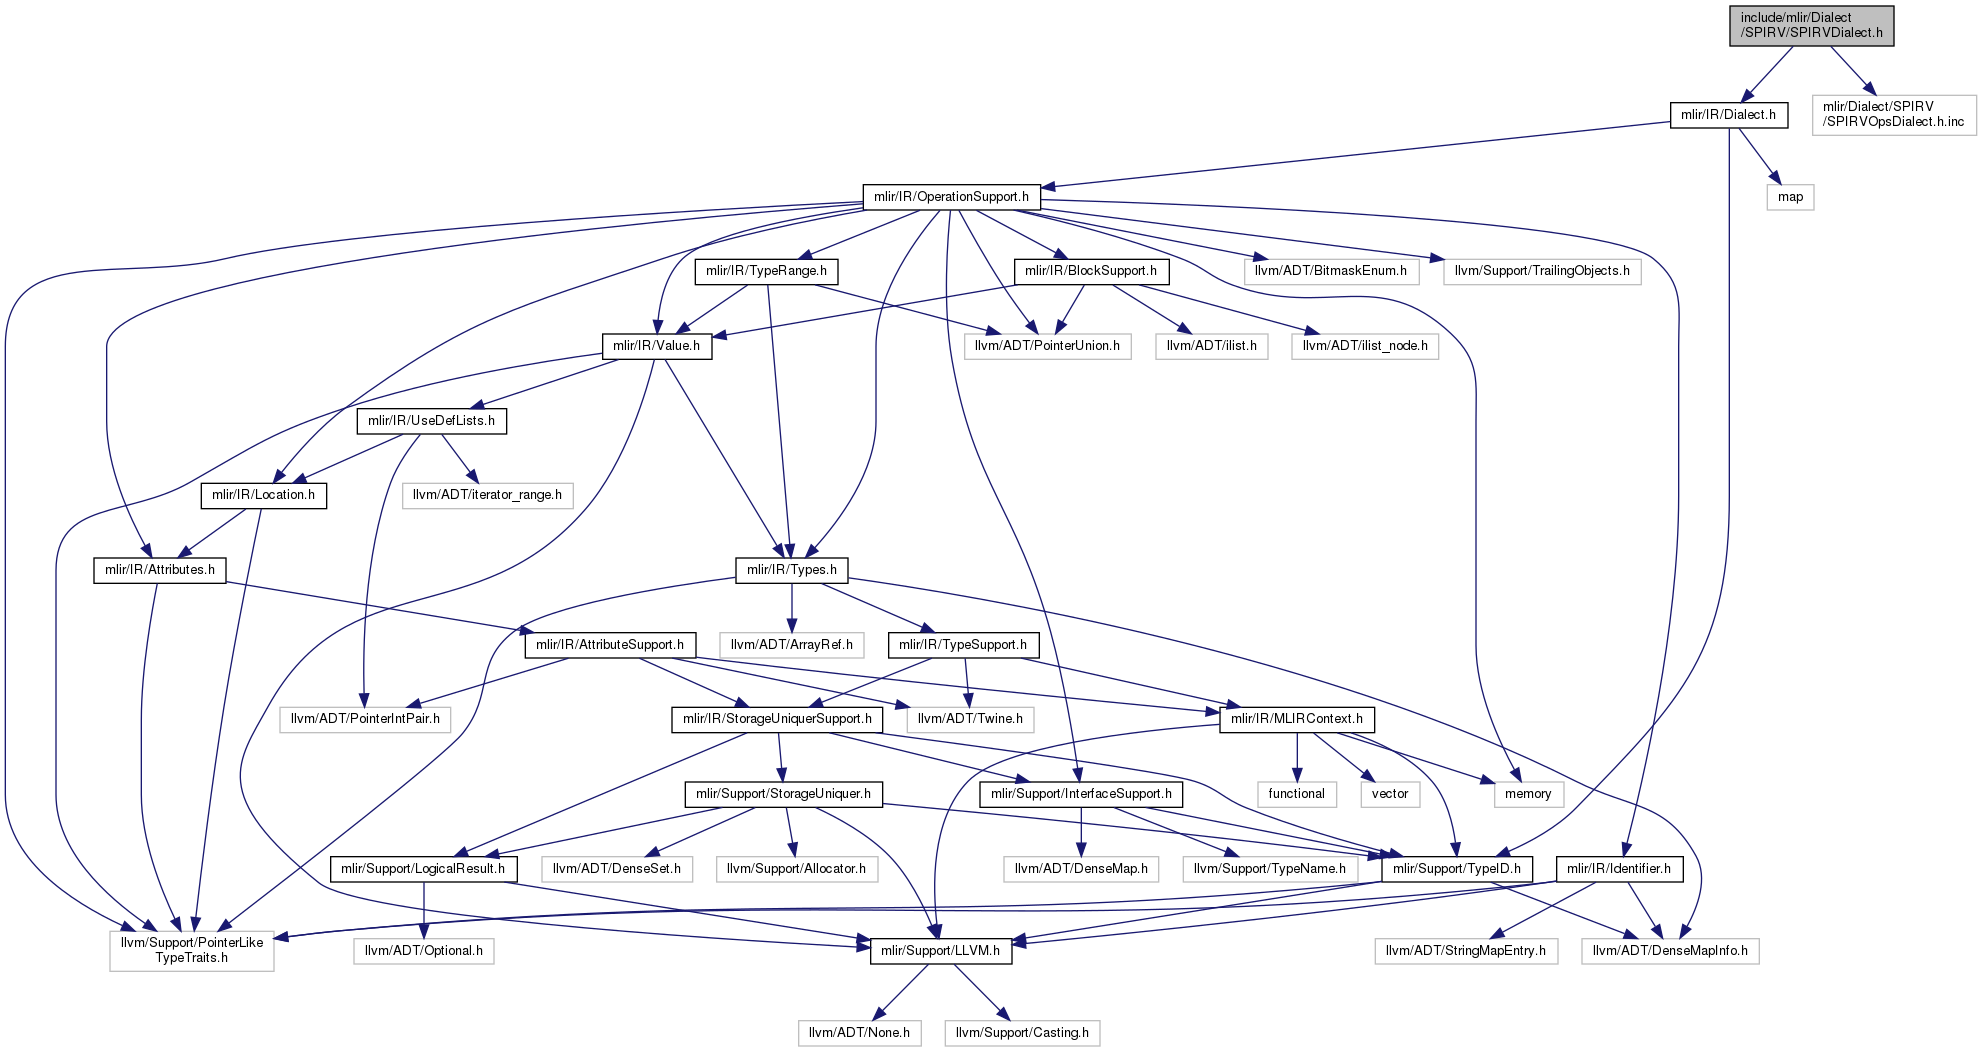 include/mlir/Dialect
/SPIRV/SPIRVDialect.h
mlir/IR/Dialect.h
mlir/Dialect/SPIRV
/SPIRVOpsDialect.h.inc
mlir/IR/OperationSupport.h
map
mlir/IR/TypeRange.h
mlir/IR/BlockSupport.h
llvm/ADT/BitmaskEnum.h
llvm/Support/TrailingObjects.h
mlir/IR/Value.h
llvm/ADT/PointerUnion.h
llvm/ADT/ilist.h
llvm/ADT/ilist_node.h
mlir/IR/UseDefLists.h
mlir/IR/Location.h
llvm/ADT/iterator_range.h
mlir/IR/Attributes.h
mlir/IR/Types.h
mlir/IR/AttributeSupport.h
llvm/ADT/ArrayRef.h
mlir/IR/TypeSupport.h
llvm/ADT/PointerIntPair.h
mlir/IR/StorageUniquerSupport.h
llvm/ADT/Twine.h
mlir/IR/MLIRContext.h
mlir/Support/StorageUniquer.h
mlir/Support/InterfaceSupport.h
functional
vector
memory
mlir/Support/LogicalResult.h
llvm/ADT/DenseSet.h
llvm/Support/Allocator.h
llvm/ADT/DenseMap.h
llvm/Support/TypeName.h
mlir/Support/TypeID.h
mlir/IR/Identifier.h
llvm/Support/PointerLike
TypeTraits.h
llvm/ADT/Optional.h
mlir/Support/LLVM.h
llvm/ADT/StringMapEntry.h
llvm/ADT/DenseMapInfo.h
llvm/ADT/None.h
llvm/Support/Casting.h